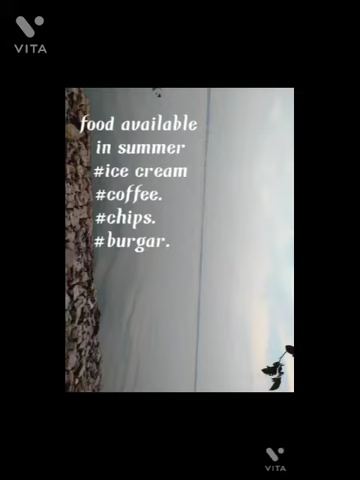 VITA
food available
in summer
#ice cream
#coffee.
#chips.
#burgar.
VITA